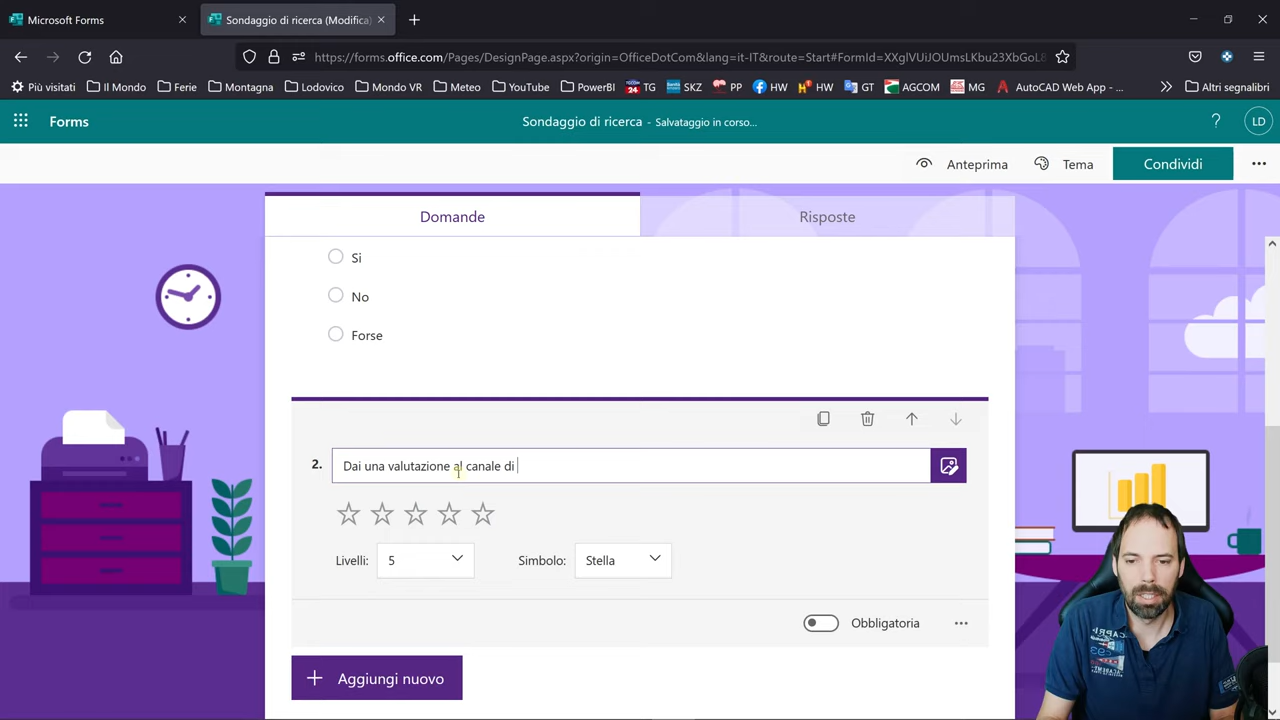 Microsoft Forms
Sondaggio di ricerca (Modifica)
https://forms.office.com/Pages/DesignPage.aspx?origin=OfficeDotCom&lang=it-IT&route=Start#FormId=XXglVUiJOUmsLKbu23XbGoL8
Più visitati Il Mondo Ferie Montagna Lodovico Mondo VR Meteo YouTube PowerBI TG SKZ PP HW HW GT AGCOM MG AutoCAD Web App - ... Altri segnalibri
Forms
Sondaggio di ricerca - Salvataggio in corso...
? LD
Anteprima Tema Condividi
Domande Risposte
Si
No
Forse
2. Dai una valutazione al canale di
Livelli: 5 Simbolo: Stella
Obbligatoria
+ Aggiungi nuovo